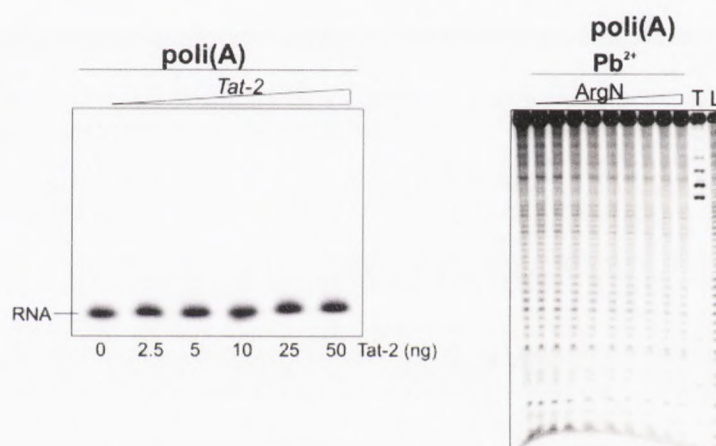 poli(A)
Tat-2
RNA
0 2.5 5 10 25 50 Tat-2 (ng)
poli(A)
Pb²⁺
ArgN T L